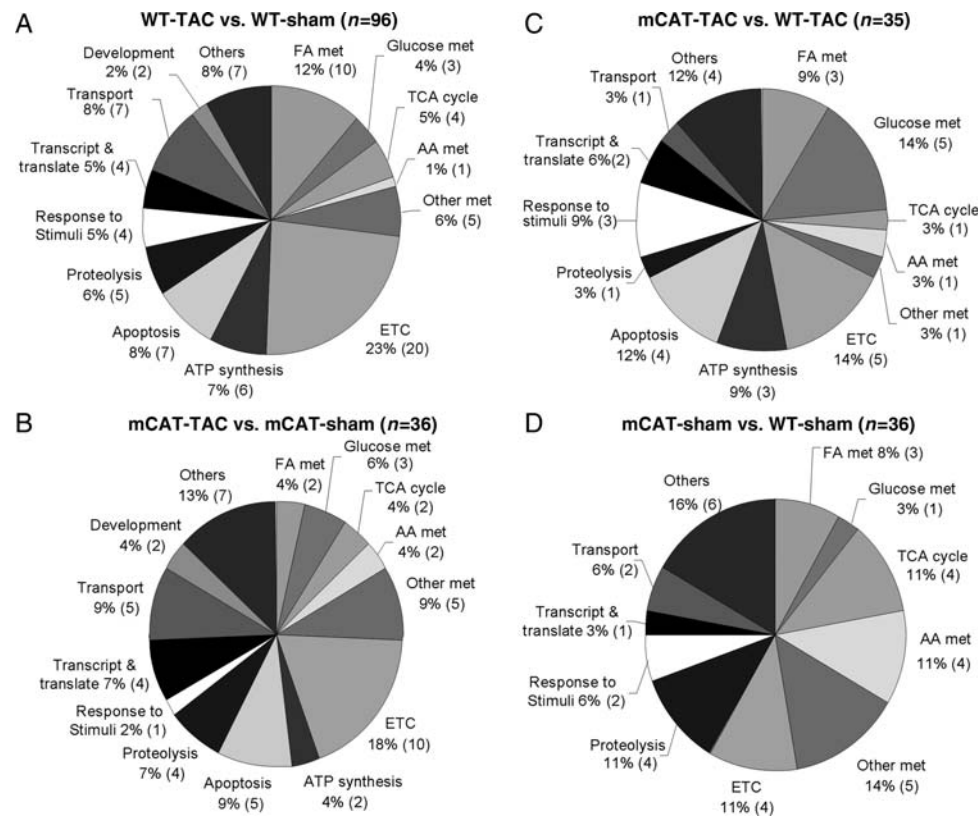 A
WT-TAC vs. WT-sham (n=96)
Development
2% (2)
Others
8% (7)
FA met
12% (10)
Glucose met
4% (3)
TCA cycle
5% (4)
AA met
1% (1)
Other met
6% (5)
ETC
23% (20)
ATP synthesis
7% (6)
Apoptosis
8% (7)
Proteolysis
6% (5)
Response to
Stimuli 5% (4)
Transcript &
translate 5% (4)
Transport
8% (7)
C
mCAT-TAC vs. WT-TAC (n=35)
Others
12% (4)
FA met
9% (3)
Glucose met
14% (5)
TCA cycle
3% (1)
AA met
3% (1)
Other met
3% (1)
ETC
14% (5)
ATP synthesis
9% (3)
Apoptosis
12% (4)
Proteolysis
3% (1)
Response to
stimuli 9% (3)
Transcript &
translate 6%(2)
Transport
3% (1)
B
mCAT-TAC vs. mCAT-sham (n=36)
Others
13% (7)
FA met
4% (2)
Glucose met
6% (3)
TCA cycle
4% (2)
AA met
4% (2)
Other met
9% (5)
ETC
18% (10)
ATP synthesis
4% (2)
Apoptosis
9% (5)
Proteolysis
7% (4)
Response to
Stimuli 2% (1)
Transcript &
translate 7% (4)
Transport
9% (5)
Development
4% (2)
D
mCAT-sham vs. WT-sham (n=36)
Others
16% (6)
FA met 8% (3)
Glucose met
3% (1)
TCA cycle
11% (4)
AA met
11% (4)
Other met
14% (5)
ETC
11% (4)
Proteolysis
11% (4)
Response to
Stimuli 6% (2)
Transcript &
translate 3% (1)
Transport
6% (2)